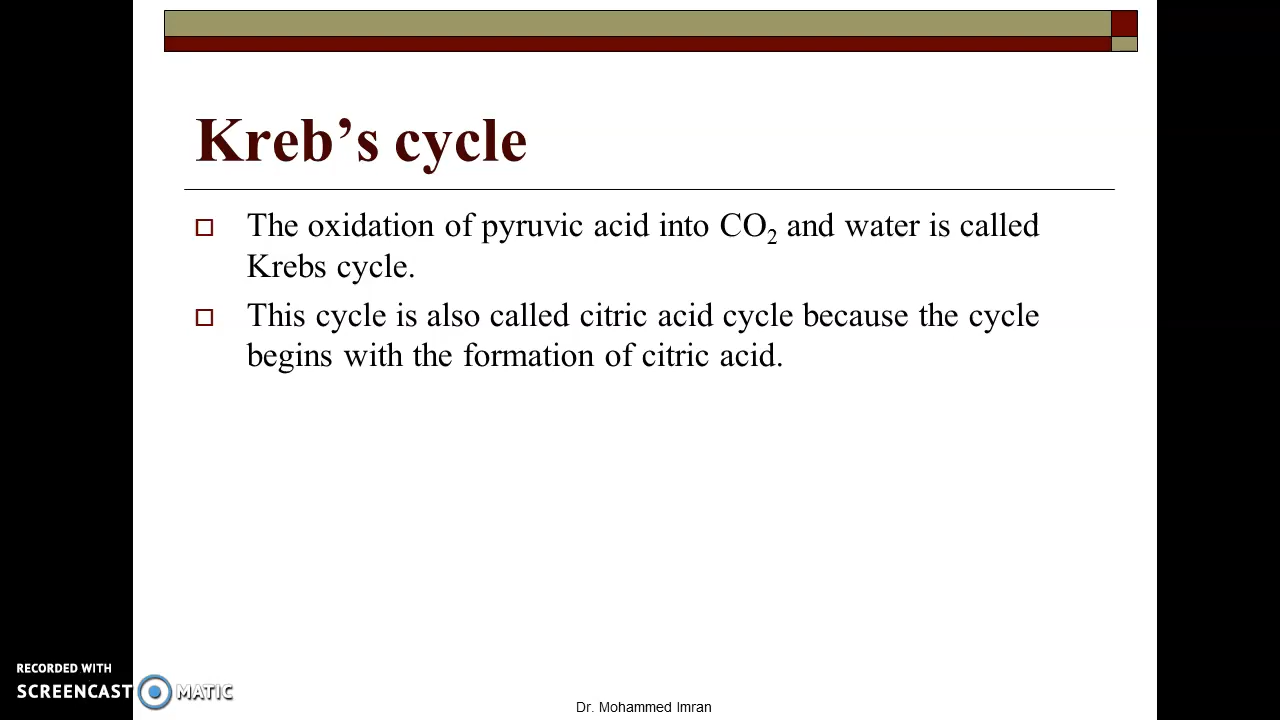 Kreb’s cycle
The oxidation of pyruvic acid into CO₂ and water is called
Krebs cycle.
This cycle is also called citric acid cycle because the cycle
begins with the formation of citric acid.
RECORDED WITH
SCREENCAST MATIC
Dr. Mohammed Imran